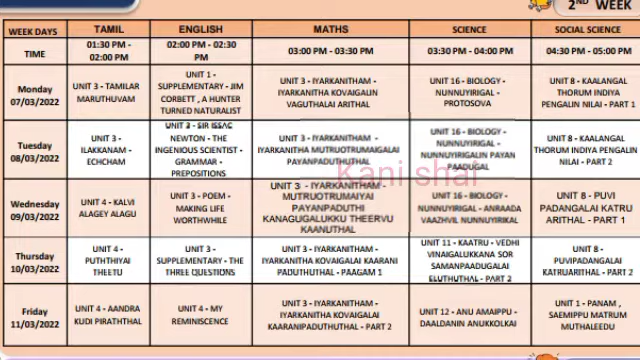 2ND WEEK
WEEK DAYS TAMIL ENGLISH MATHS SCIENCE SOCIAL SCIENCE
TIME
01:30 PM -
02:00 PM
02:00 PM - 02:30
PM
03:00 PM - 03:30 PM
03:30 PM - 04:00 PM
04:30 PM - 05:00 PM
Monday
07/03/2022
UNIT 3 - TAMILAR
MARUTHUVAM
UNIT 1 -
SUPPLEMENTARY - JIM
CORBETT , A HUNTER
TURNED NATURALIST
UNIT 3 - IYARKANITHAM -
IYARKANITHA KOVAIGALIN
VAGUTHALAI ARITHAL
UNIT 16 - BIOLOGY -
NUNNUYIRIGAL -
PROTOSOVA
UNIT 8 - KAALANGAL
THORUM INDIYA
PENGALIN NILAI - PART 1
Tuesday
08/03/2022
UNIT 3 -
ILAKKANAM -
ECHCHAM
UNIT 3 - SIR ISSAC
NEWTON - THE
INGENIOUS SCIENTIST -
GRAMMAR -
PREPOSITIONS
UNIT 3 - IYARKANITHAM -
IYARKANITHA MUTRUOTRUMAIGALAI
PAYANPADUTHUTHAL
UNIT 16 - BIOLOGY -
NUNNUYIRIGAL -
NUNNUYIRIGALIN PAYAN
PAADUGAL
UNIT 8 - KAALANGAL
THORUM INDIYA PENGALIN
NILAI - PART 2
Kani shai
Wednesday
09/03/2022
UNIT 4 - KALVI
ALAGEY ALAGU
UNIT 3 - POEM -
MAKING LIFE
WORTHWHILE
UNIT 3 - IYARKANITHAM -
MUTRUOTRUMAIYAI
PAYANPADUTHI
KANAGUGALUKKU THEERVU
KAANUTHAL
UNIT 16 - BIOLOGY -
NUNNUYIRIGAL - ANRAADA
VAAZHVIL NUNNUYIRIKAL
UNIT 8 - PUVI
PADANGALAI KATRU
ARITHAL - PART 1
Thursday
10/03/2022
UNIT 4 -
PUTHTHIYAI
THEETU
UNIT 3 -
SUPPLEMENTARY - THE
THREE QUESTIONS
UNIT 3 - IYARKANITHAM -
IYARKANITHA KOVAIGALAI KAARANI
PADUTHUTHAL - PAAGAM 1
UNIT 11 - KAATRU - VEDHI
VINAIGALUKKANA SOR
SAMANPAADUGALAI
ELUTHUTHAL - PART 2
UNIT 8 -
PUVIPADANGALAI
KATRUARITHAL - PART 2
Friday
11/03/2022
UNIT 4 - AANDRA
KUDI PIRATHTHAL
UNIT 4 - MY
REMINISCENCE
UNIT 3 - IYARKANITHAM -
IYARKANITHA KOVAIGALAI
KAARANIPADUTHUTHAL - PART 2
UNIT 12 - ANU AMAIPPU -
DAALDANIN ANUKKOLKAI
UNIT 1 - PANAM ,
SAEMIPPU MATRUM
MUTHALEEDU